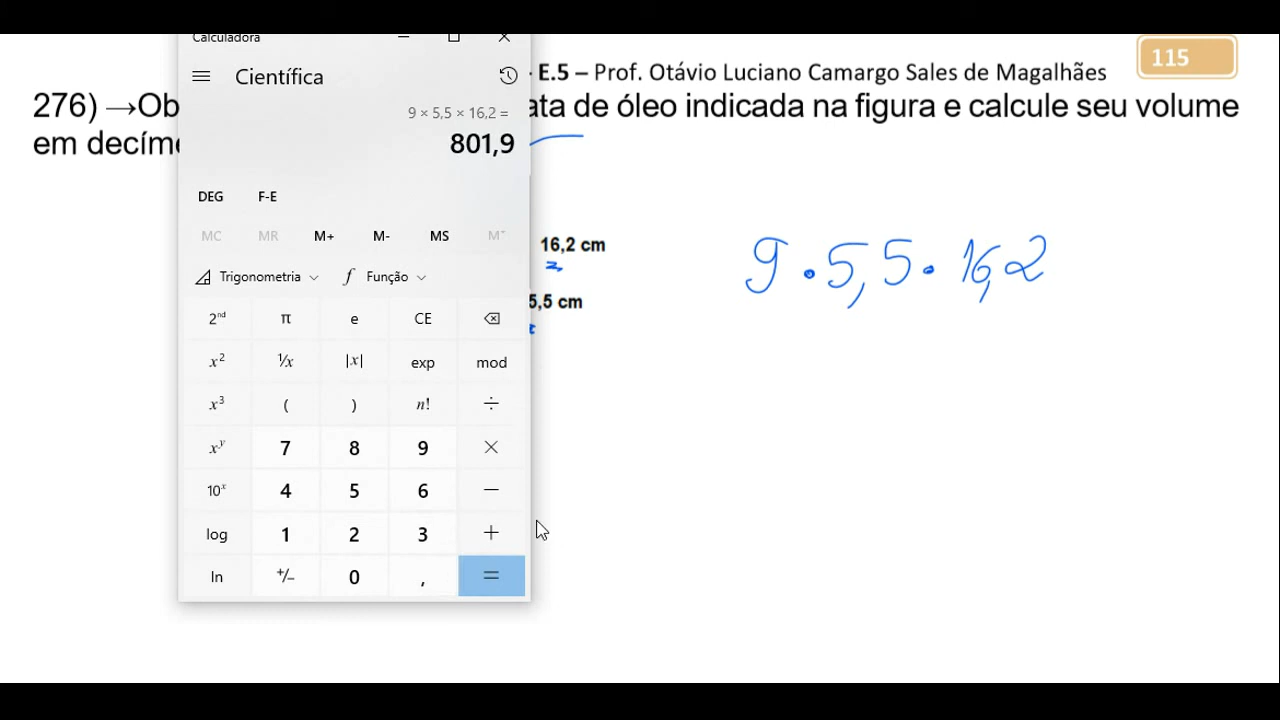 Calculadora
115
Científica
E.5 – Prof. Otávio Luciano Camargo Sales de Magalhães
276) →Ob ata de óleo indicada na figura e calcule seu volume
em decím
9 × 5,5 × 16,2 =
801,9
DEG F-E
MC MR M+ M- MS M˅
16,2 cm
9 • 5,5 • 16,2
Trigonometria f Função
5,5 cm
2nd π e CE
x² ¹/x |x| exp mod
x³ ( ) n! ÷
xʸ 7 8 9 ×
10ˣ 4 5 6 −
log 1 2 3 +
ln +/− 0 , =